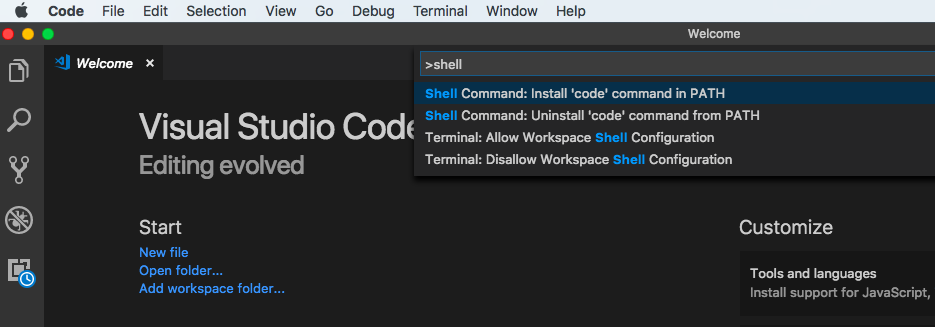 Code File Edit Selection View Go Debug Terminal Window Help
Welcome
Welcome ×
>shell
Shell Command: Install 'code' command in PATH
Shell Command: Uninstall 'code' command from PATH
Terminal: Allow Workspace Shell Configuration
Terminal: Disallow Workspace Shell Configuration
Visual Studio Code
Editing evolved
Start
New file
Open folder...
Add workspace folder...
Customize
Tools and languages
Install support for JavaScript,